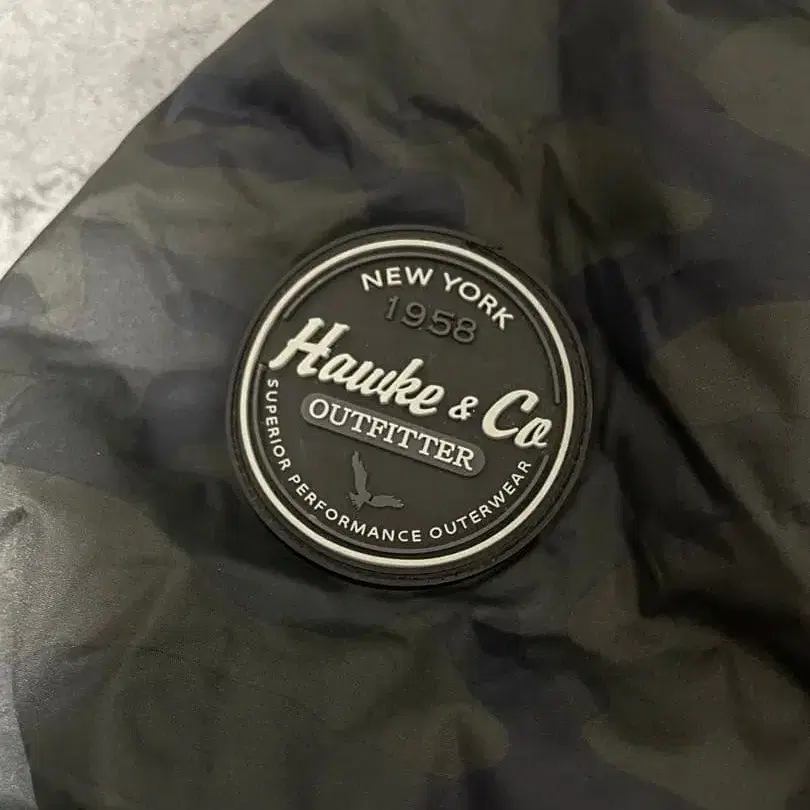 NEW YORK
1958
Hawke & Co
OUTFITTER
SUPERIOR PERFORMANCE OUTERWEAR